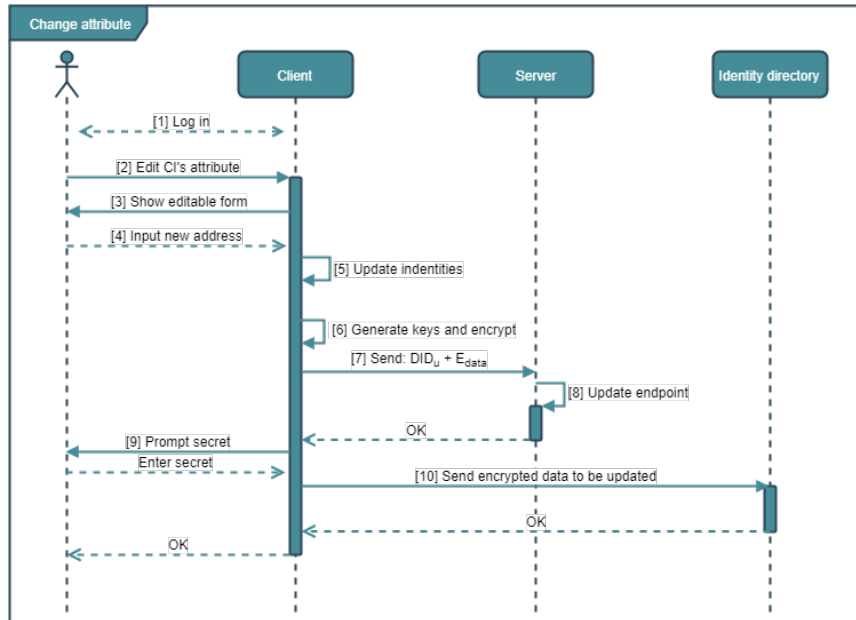 Change attribute
Client
Server
Identity directory
[1] Log in
[2] Edit CI's attribute
[3] Show editable form
[4] Input new address
[5] Update indentities
[6] Generate keys and encrypt
[7] Send: DIDu + Edata
[8] Update endpoint
OK
[9] Prompt secret
Enter secret
[10] Send encrypted data to be updated
OK
OK